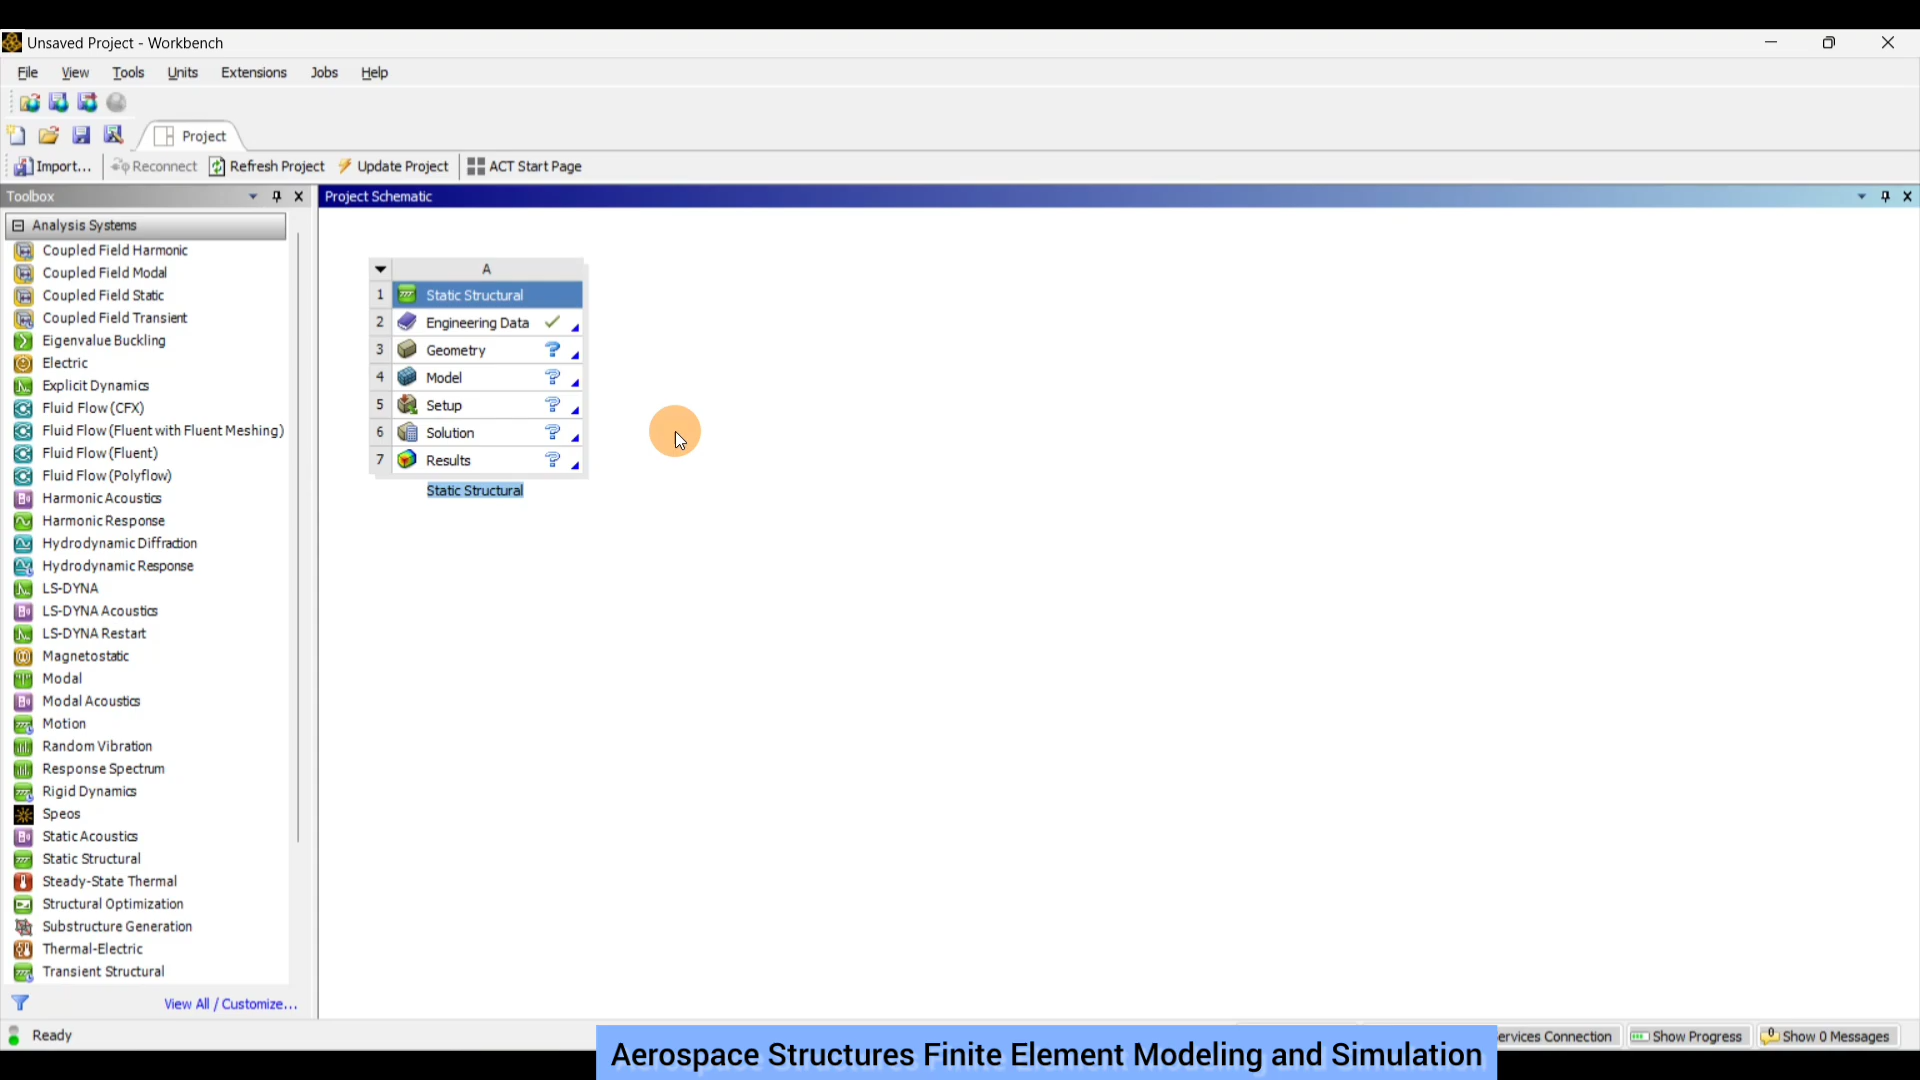 Unsaved Project - Workbench
File View Tools Units Extensions Jobs Help
Project
Import... Reconnect Refresh Project Update Project ACT Start Page
Toolbox
Project Schematic
Analysis Systems
Coupled Field Harmonic
Coupled Field Modal
Coupled Field Static
Coupled Field Transient
Eigenvalue Buckling
Electric
Explicit Dynamics
Fluid Flow (CFX)
Fluid Flow (Fluent with Fluent Meshing)
Fluid Flow (Fluent)
Fluid Flow (Polyflow)
Harmonic Acoustics
Harmonic Response
Hydrodynamic Diffraction
Hydrodynamic Response
LS-DYNA
LS-DYNA Acoustics
LS-DYNA Restart
Magnetostatic
Modal
Modal Acoustics
Motion
Random Vibration
Response Spectrum
Rigid Dynamics
Speos
Static Acoustics
Static Structural
Steady-State Thermal
Structural Optimization
Substructure Generation
Thermal-Electric
Transient Structural
View All / Customize...
A
1 Static Structural
2 Engineering Data
3 Geometry ?
4 Model ?
5 Setup ?
6 Solution ?
7 Results ?
Static Structural
Ready
ervices Connection
Show Progress
0 Show 0 Messages
Aerospace Structures Finite Element Modeling and Simulation